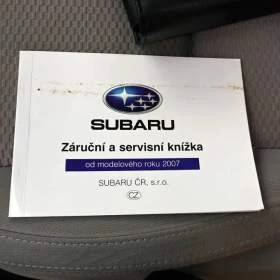 SUBARU
Záruční a servisní knížka
od modelového roku 2007
SUBARU ČR, s.r.o.
CZ